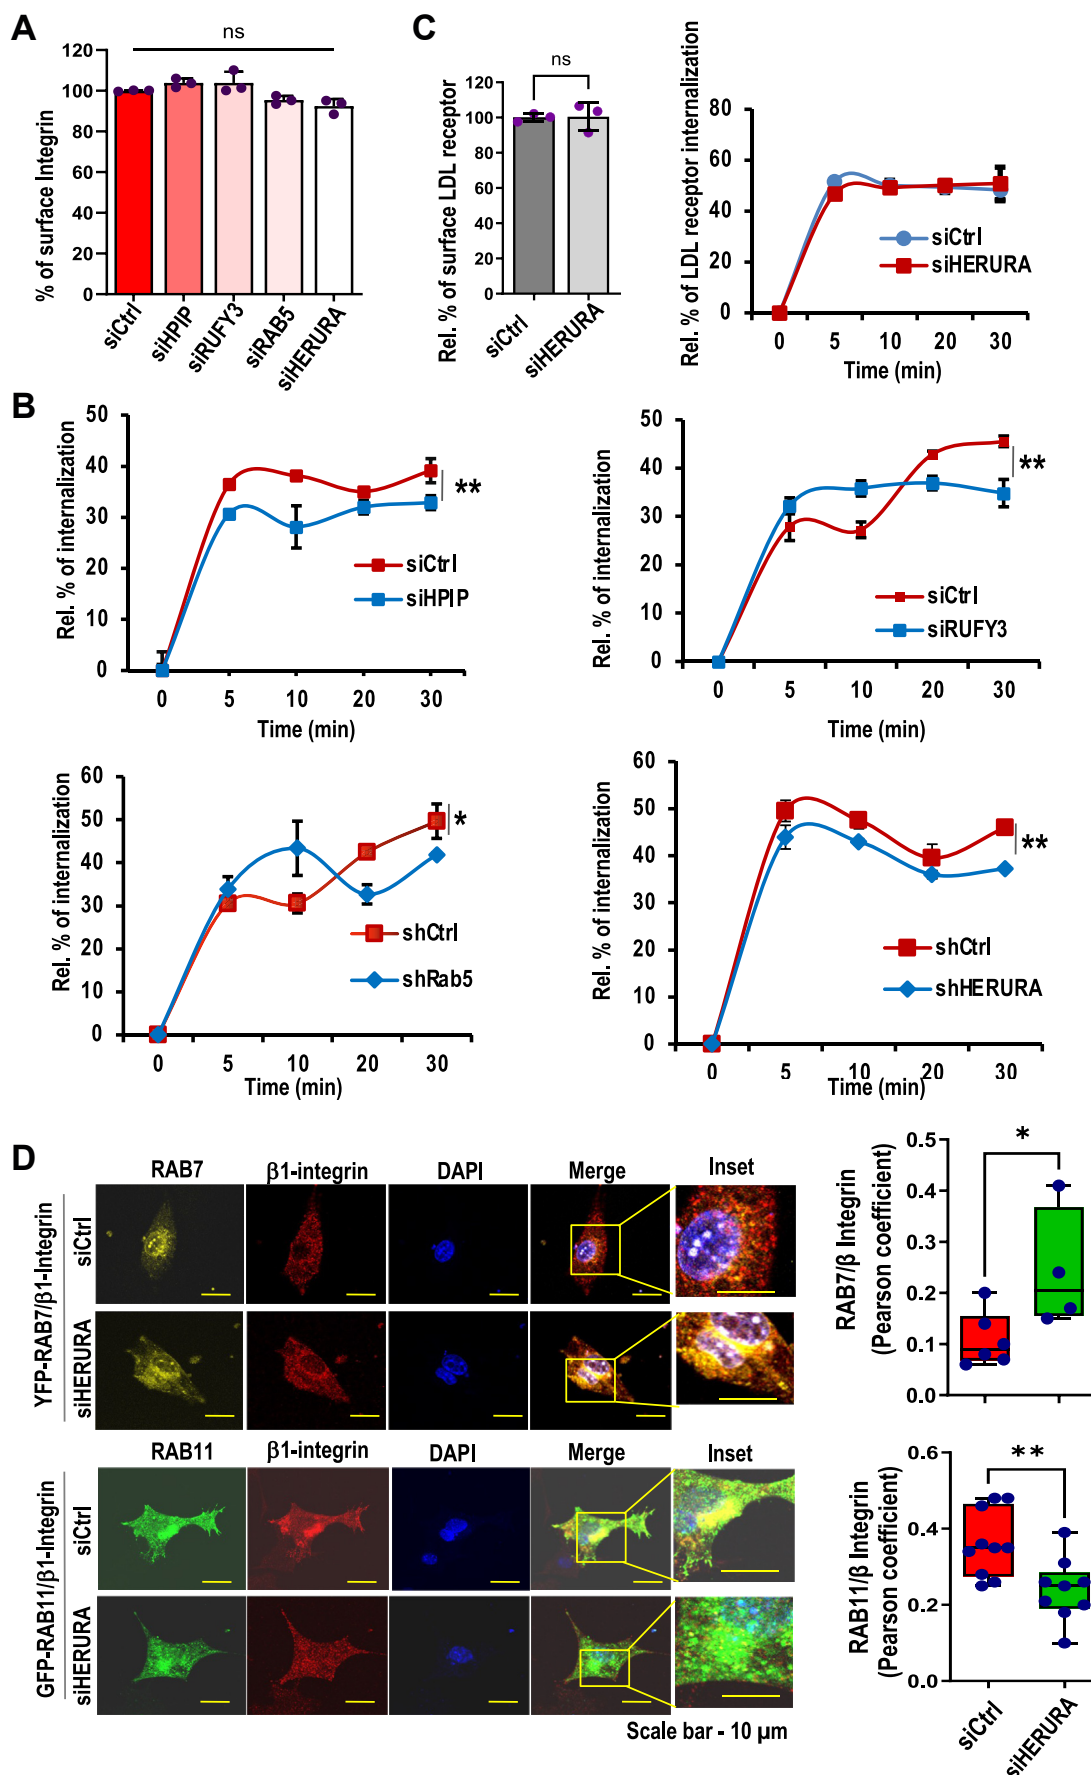 A
ns
% of surface Integrin
120
100
80
60
40
20
0
siCtrl
siHPIP
siRUFY3
siRAB5
siHERURA
C
ns
Rel. % of surface LDL receptor
120
100
80
60
40
20
0
siCtrl
siHERURA
Rel. % of LDL receptor internalization
80
60
40
20
0
siCtrl
siHERURA
0 5 10 20 30
Time (min)
B
Rel. % of internalization
50
40
30
20
10
0
siCtrl
siHPIP
**
0 5 10 20 30
Time (min)
Rel. % of internalization
50
40
30
20
10
0
siCtrl
siRUFY3
**
0 5 10 20 30
Time (min)
Rel. % of internalization
60
50
40
30
20
10
0
shCtrl
shRab5
*
0 5 10 20 30
Time (min)
Rel. % of internalization
60
50
40
30
20
10
0
shCtrl
shHERURA
**
0 5 10 20 30
Time (min)
D
RAB7 β1-integrin DAPI Merge Inset
YFP-RAB7/β1-Integrin
siCtrl
siHERURA
RAB11 β1-integrin DAPI Merge Inset
GFP-RAB11/β1-Integrin
siCtrl
siHERURA
Scale bar - 10 µm
RAB7/β Integrin
(Pearson coefficient)
0.5
0.4
0.3
0.2
0.1
0.0
*
RAB11/β Integrin
(Pearson coefficient)
0.6
0.4
0.2
0.0
**
siCtrl
siHERURA